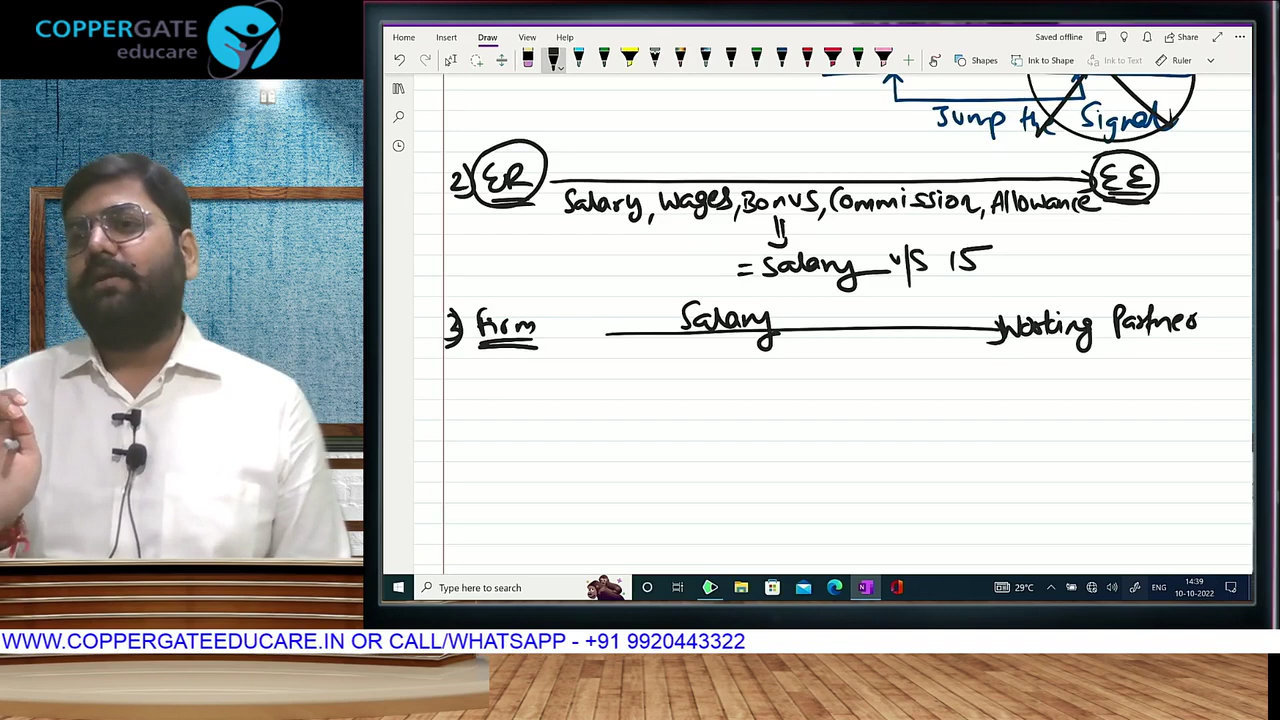 COPPERGATE
educare
Home Insert Draw View Help
Saved offline
Share
Shapes Ink to Shape Ink to Text Ruler
Jump the Signal
2) ER EE
Salary, Wages, Bonus, Commission, Allowance
= Salary u/s 15
3) Firm Salary Working Partner
Type here to search
29°C
ENG
14:39
10-10-2022
WWW.COPPERGATEEDUCARE.IN OR CALL/WHATSAPP - +91 9920443322